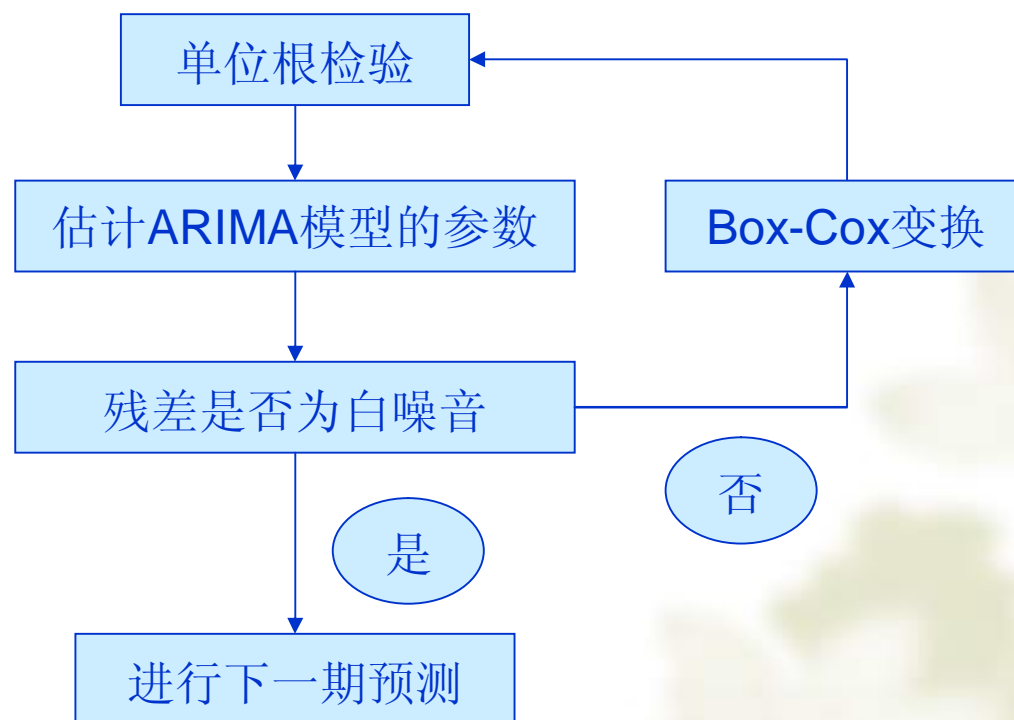 单位根检验
估计ARIMA模型的参数
Box-Cox变换
残差是否为白噪音
否
是
进行下一期预测